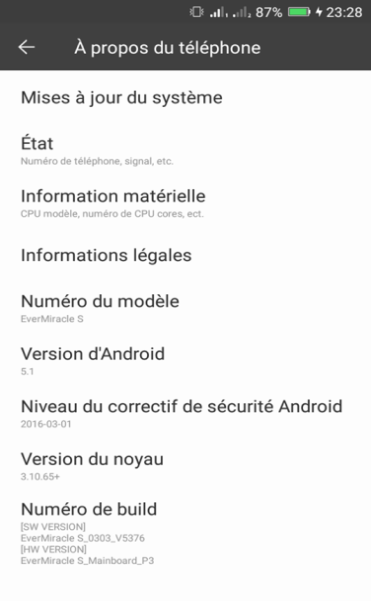 87% 23:28
À propos du téléphone
Mises à jour du système
État
Numéro de téléphone, signal, etc.
Information matérielle
CPU modèle, numéro de CPU cores, ect.
Informations légales
Numéro du modèle
EverMiracle S
Version d'Android
5.1
Niveau du correctif de sécurité Android
2016-03-01
Version du noyau
3.10.65+
Numéro de build
[SW VERSION]
EverMiracle S_0303_V5376
[HW VERSION]
EverMiracle S_Mainboard_P3